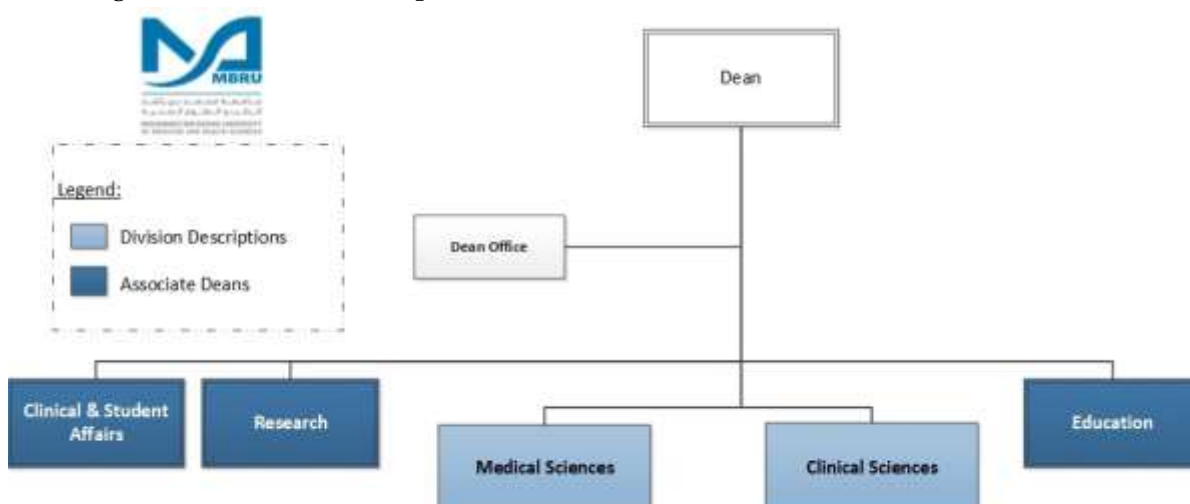 MBRU
Dean
Legend:
Division Descriptions
Associate Deans
Dean Office
Clinical & Student
Affairs
Research
Medical Sciences
Clinical Sciences
Education